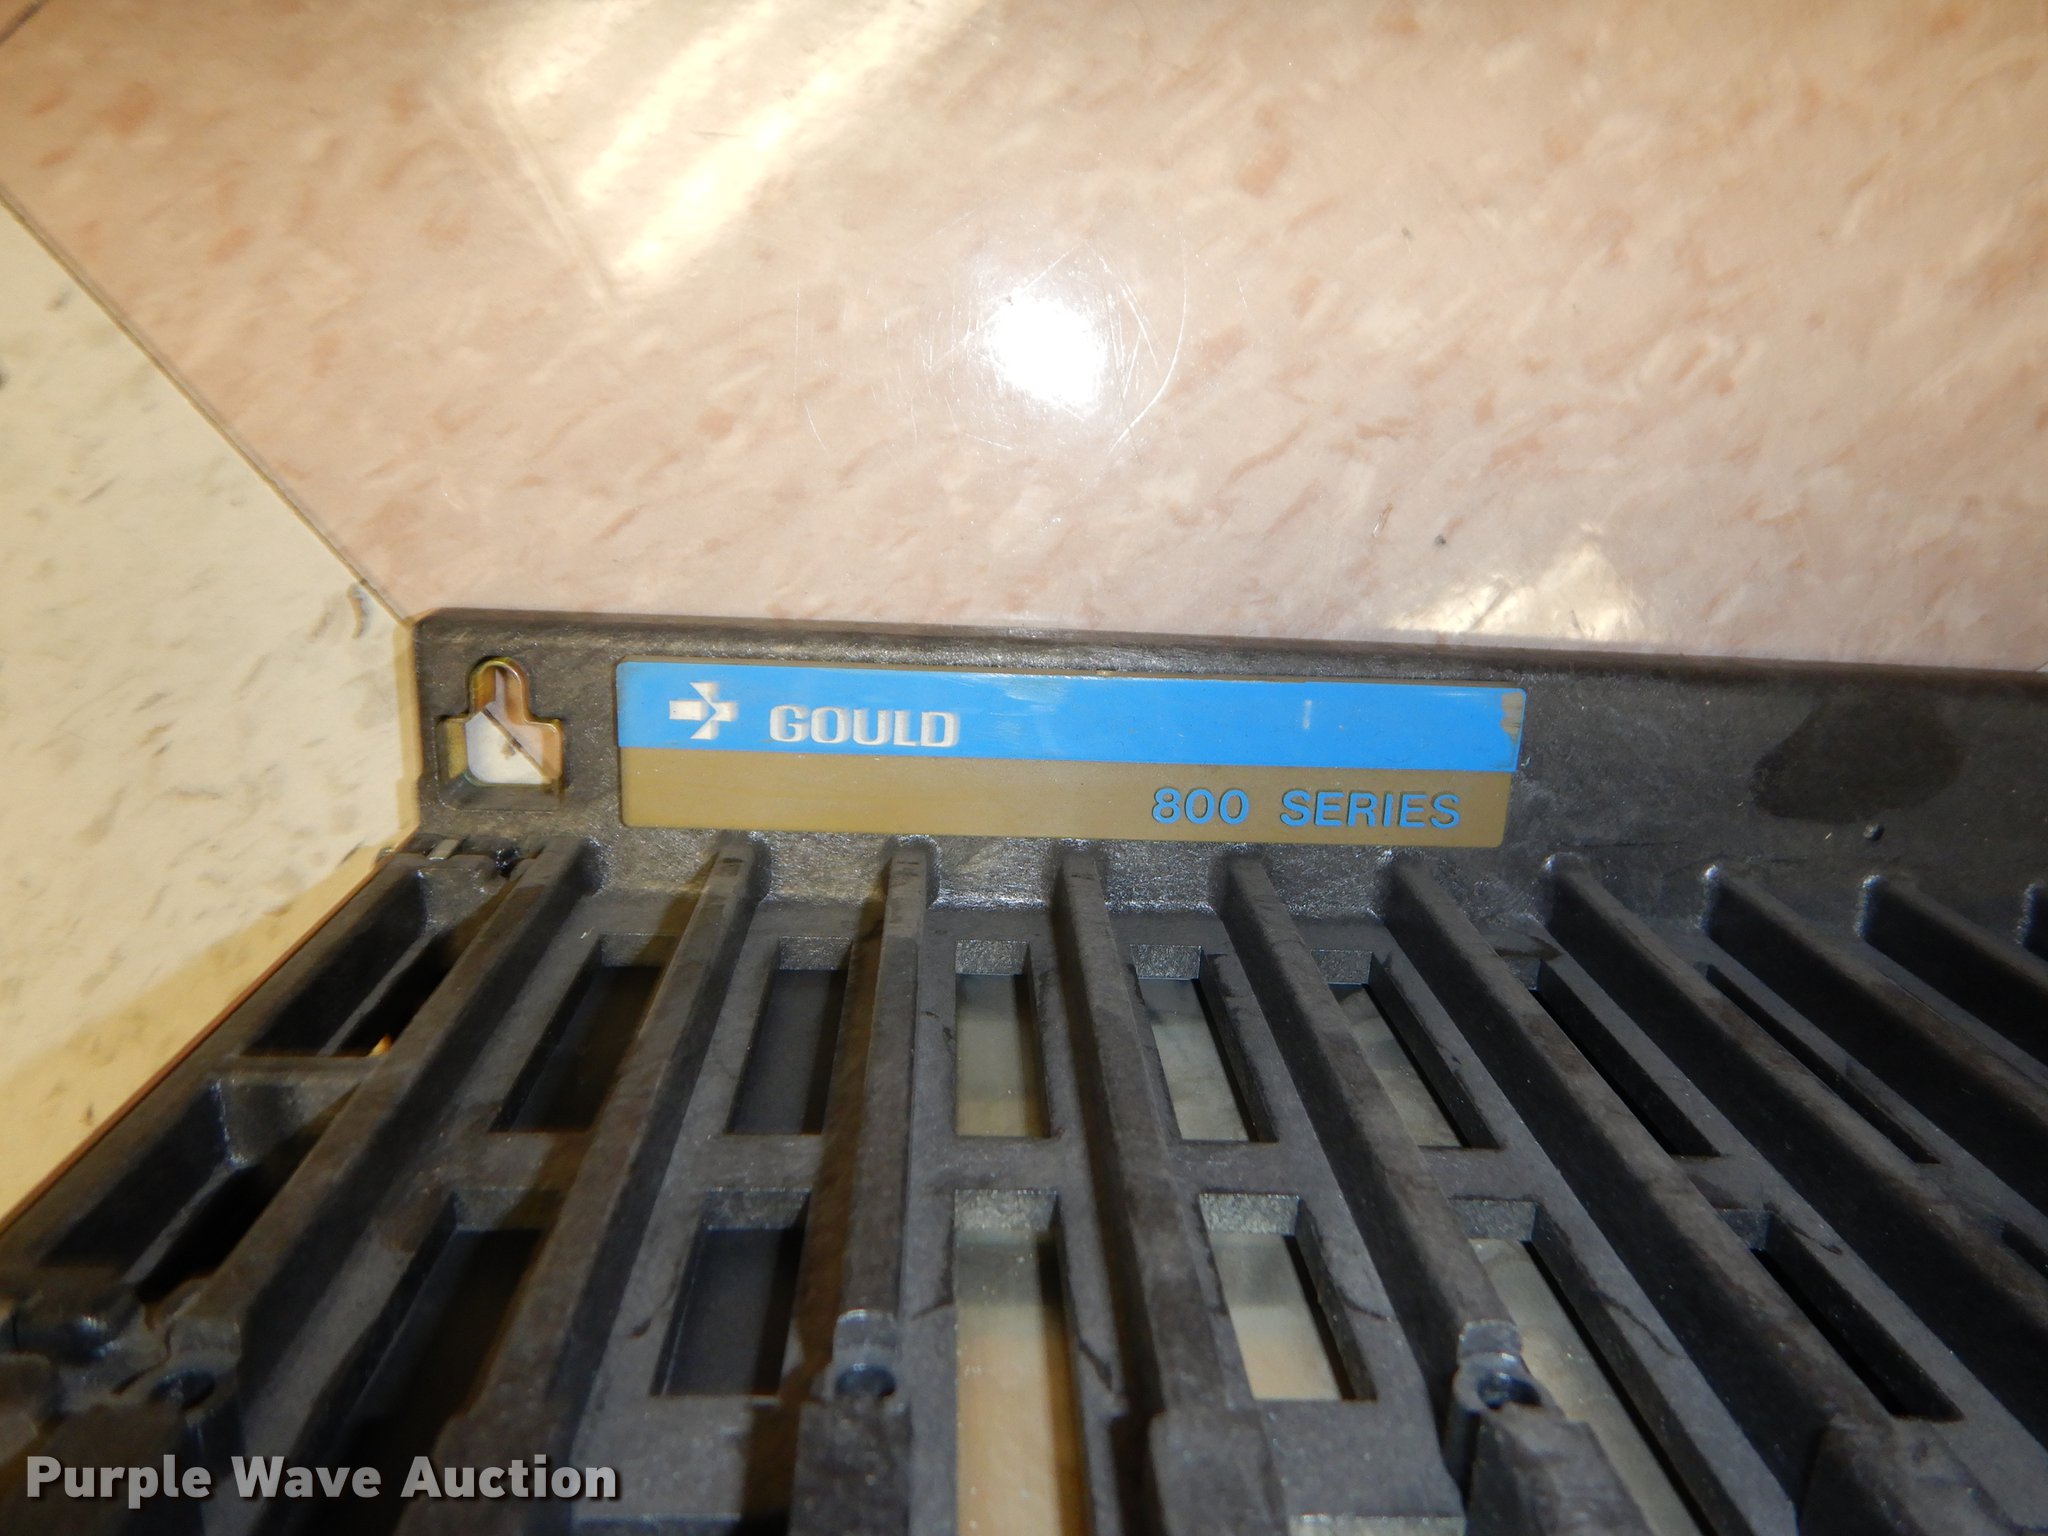 GOULD
800 SERIES
Purple Wave Auction